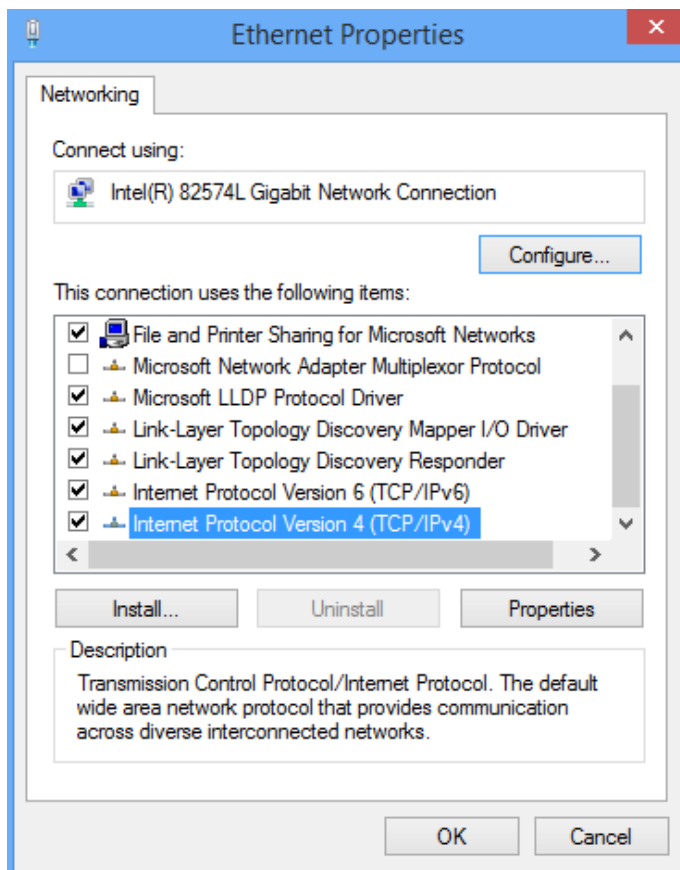 Ethernet Properties
Networking
Connect using:
Intel(R) 82574L Gigabit Network Connection
Configure...
This connection uses the following items:
File and Printer Sharing for Microsoft Networks
Microsoft Network Adapter Multiplexor Protocol
Microsoft LLDP Protocol Driver
Link-Layer Topology Discovery Mapper I/O Driver
Link-Layer Topology Discovery Responder
Internet Protocol Version 6 (TCP/IPv6)
Internet Protocol Version 4 (TCP/IPv4)
Install...
Uninstall
Properties
Description
Transmission Control Protocol/Internet Protocol. The default
wide area network protocol that provides communication
across diverse interconnected networks.
OK
Cancel